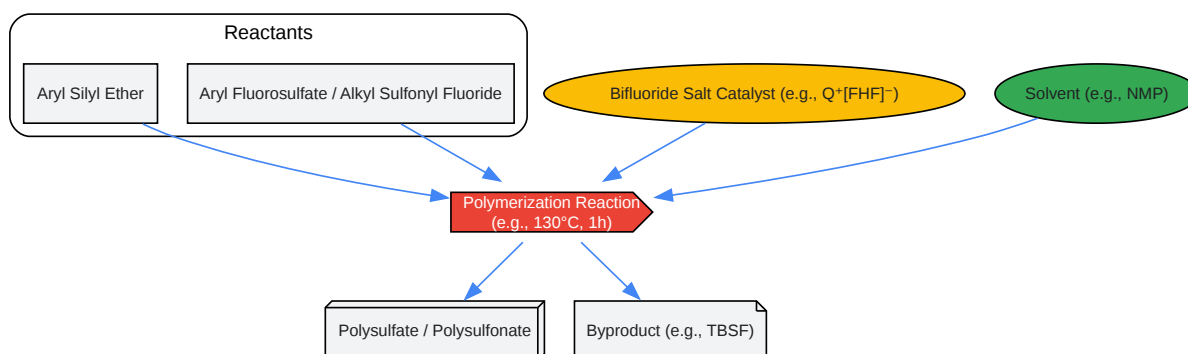 Reactants
Aryl Silyl Ether
Aryl Fluorosulfate / Alkyl Sulfonyl Fluoride
Bifluoride Salt Catalyst (e.g., Q⁺[FHF]⁻)
Solvent (e.g., NMP)
Polymerization Reaction
(e.g., 130°C, 1h)
Polysulfate / Polysulfonate
Byproduct (e.g., TBSF)